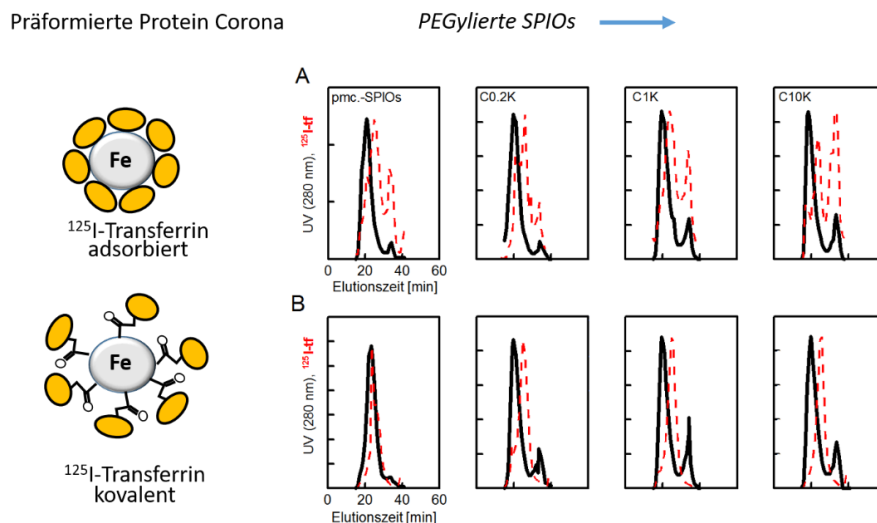 Präformierte Protein Corona
PEGylierte SPIOs
A
pmc.-SPIOs
C0.2K
C1K
C10K
UV (280 nm), ¹²⁵I-tf
Fe
¹²⁵I-Transferrin
adsorbiert
0 20 40 60
0
Elutionszeit [min]
B
UV (280 nm), ¹²⁵I-tf
Fe
O
O
O
O
O
O
¹²⁵I-Transferrin
kovalent
0 20 40 60
Elutionszeit [min]